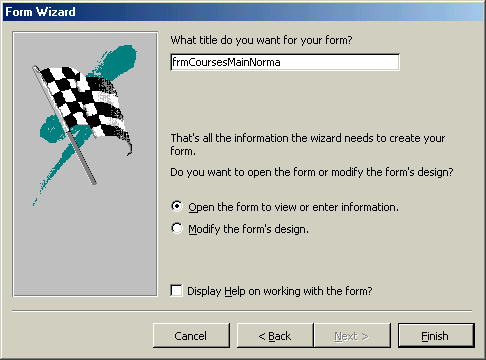 Form Wizard
What title do you want for your form?
frmCoursesMainNorma
That's all the information the wizard needs to create your
form.
Do you want to open the form or modify the form's design?
Open the form to view or enter information.
Modify the form's design.
Display Help on working with the form?
Cancel
< Back
Next >
Finish